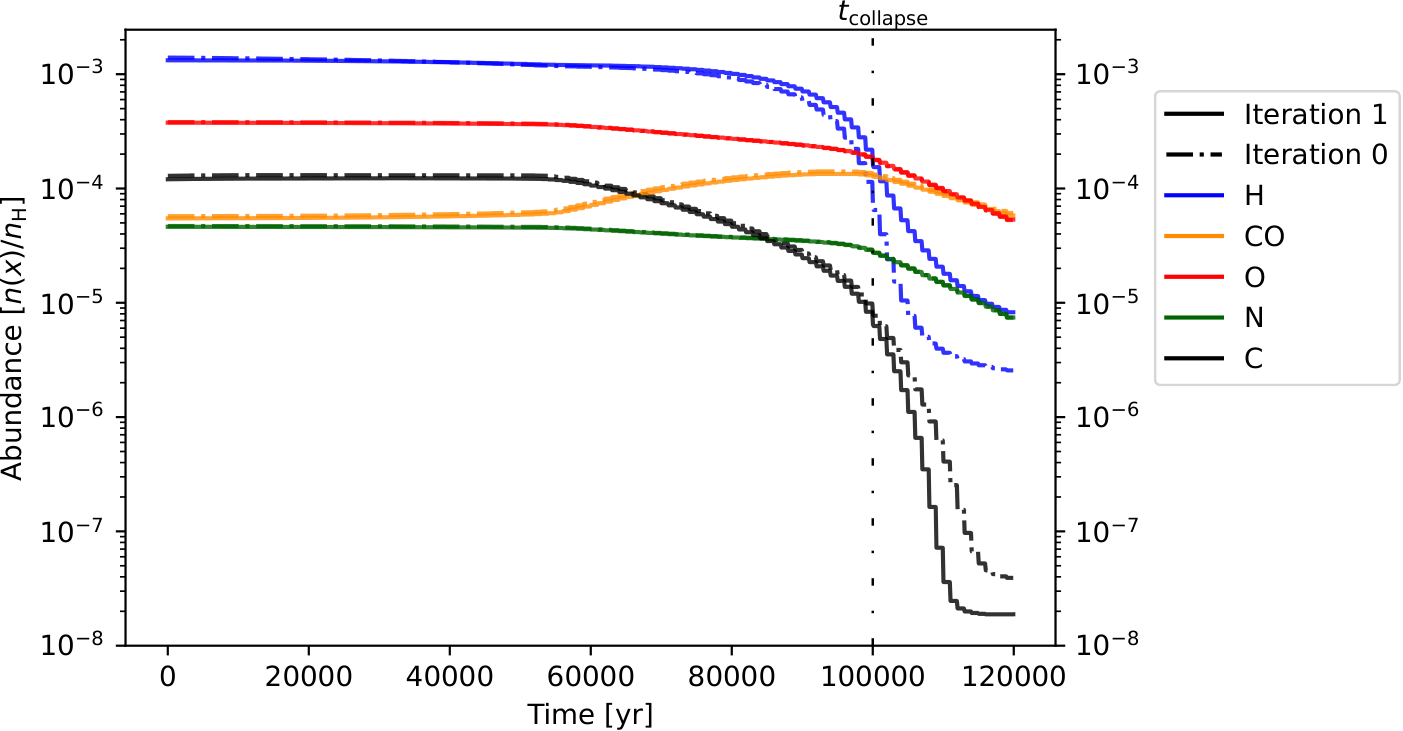 t_collapse
10⁻³
10⁻⁴
10⁻⁵
10⁻⁶
10⁻⁷
10⁻⁸
Abundance [n(x)/n_H]
10⁻³
10⁻⁴
10⁻⁵
10⁻⁶
10⁻⁷
10⁻⁸
0 20000 40000 60000 80000 100000 120000
Time [yr]
Iteration 1
Iteration 0
H
CO
O
N
C